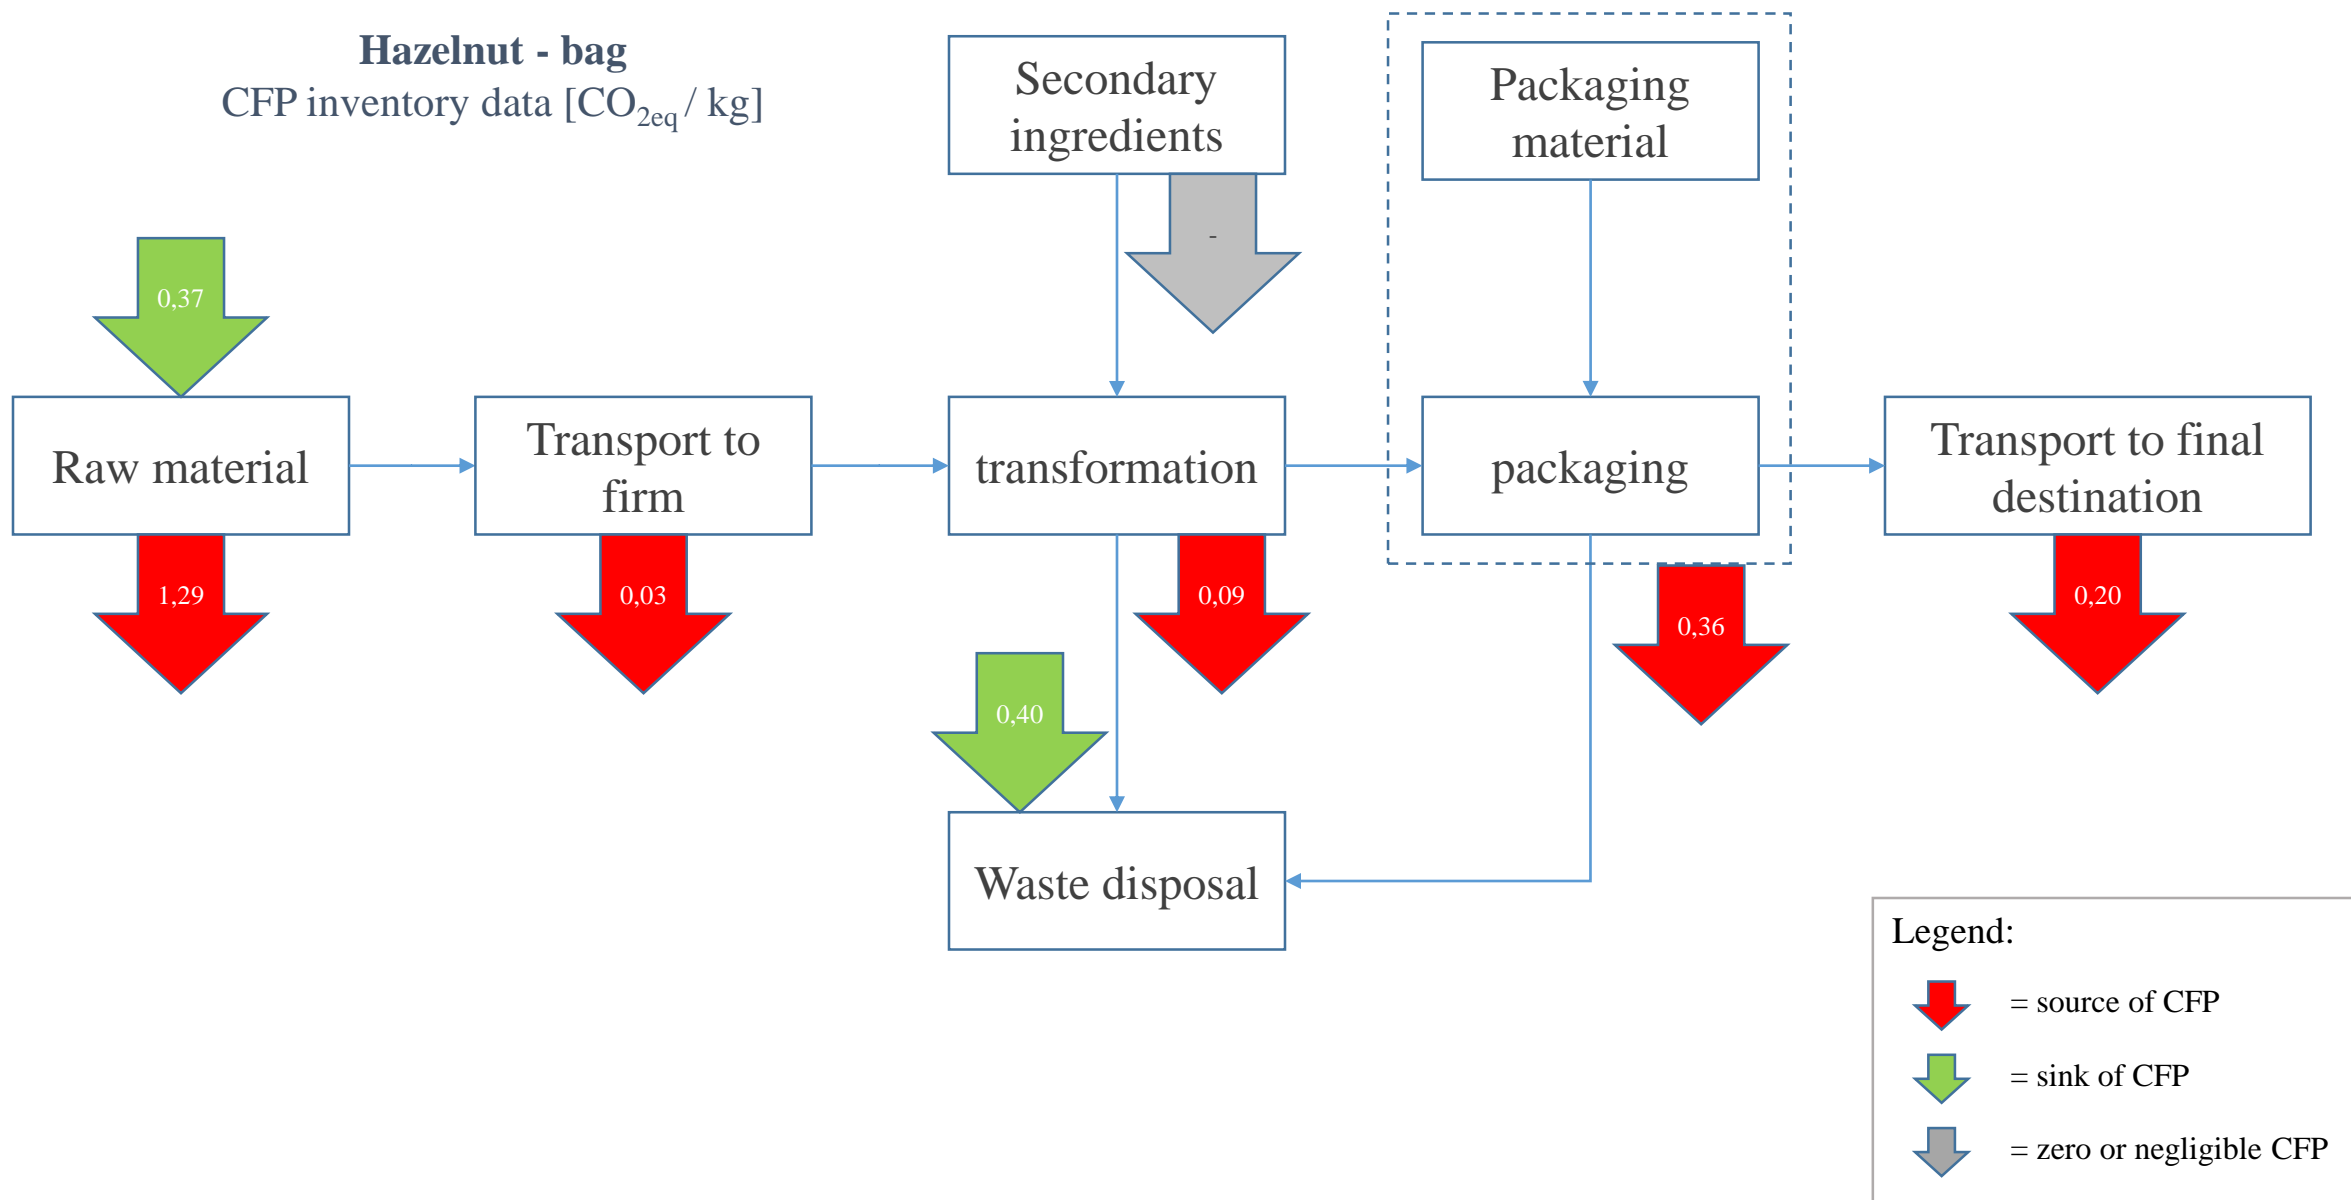 Hazelnut - bag
CFP inventory data [CO2eq / kg]
Secondary
ingredients
Packaging
material
-
0,37
Raw material
Transport to
firm
transformation
packaging
Transport to final
destination
1,29
0,03
0,09
0,36
0,20
0,40
Waste disposal
Legend:
= source of CFP
= sink of CFP
= zero or negligible CFP